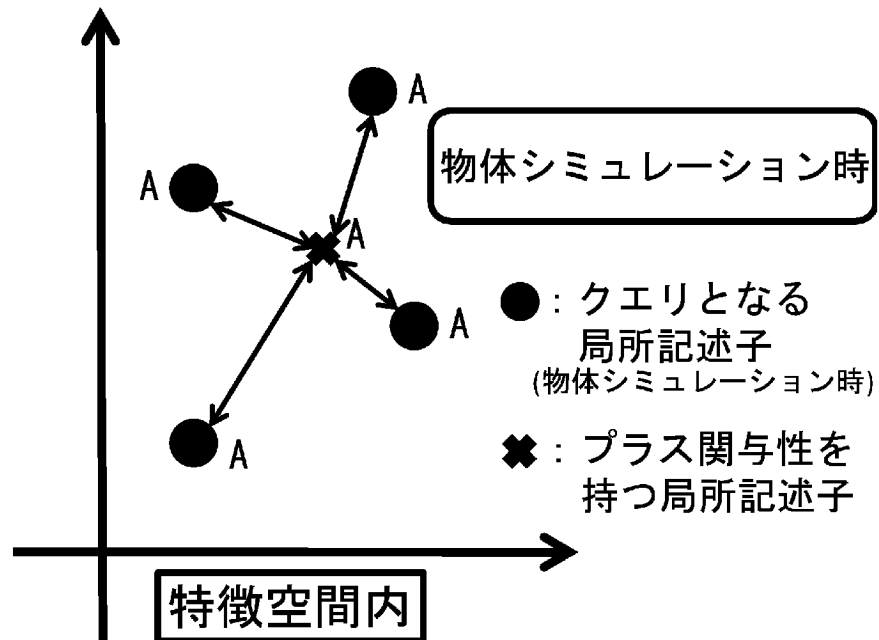 A
A
A
A
A
物体シミュレーション時
●：クエリとなる
局所記述子
(物体シミュレーション時)
✖：プラス関与性を
持つ局所記述子
特徴空間内